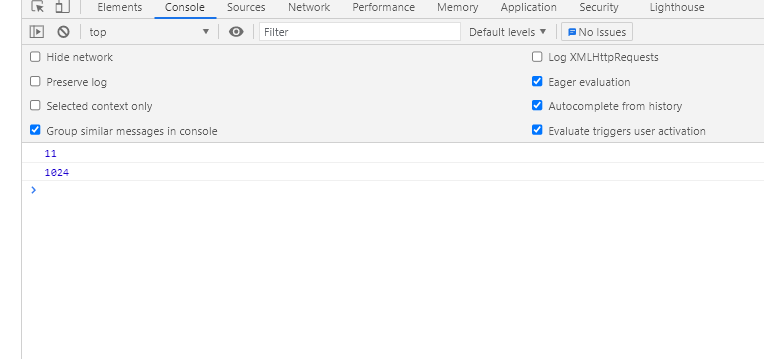 Elements Console Sources Network Performance Memory Application Security Lighthouse
top Filter Default levels No Issues
Hide network Log XMLHttpRequests
Preserve log Eager evaluation
Selected context only Autocomplete from history
Group similar messages in console Evaluate triggers user activation
11
1024